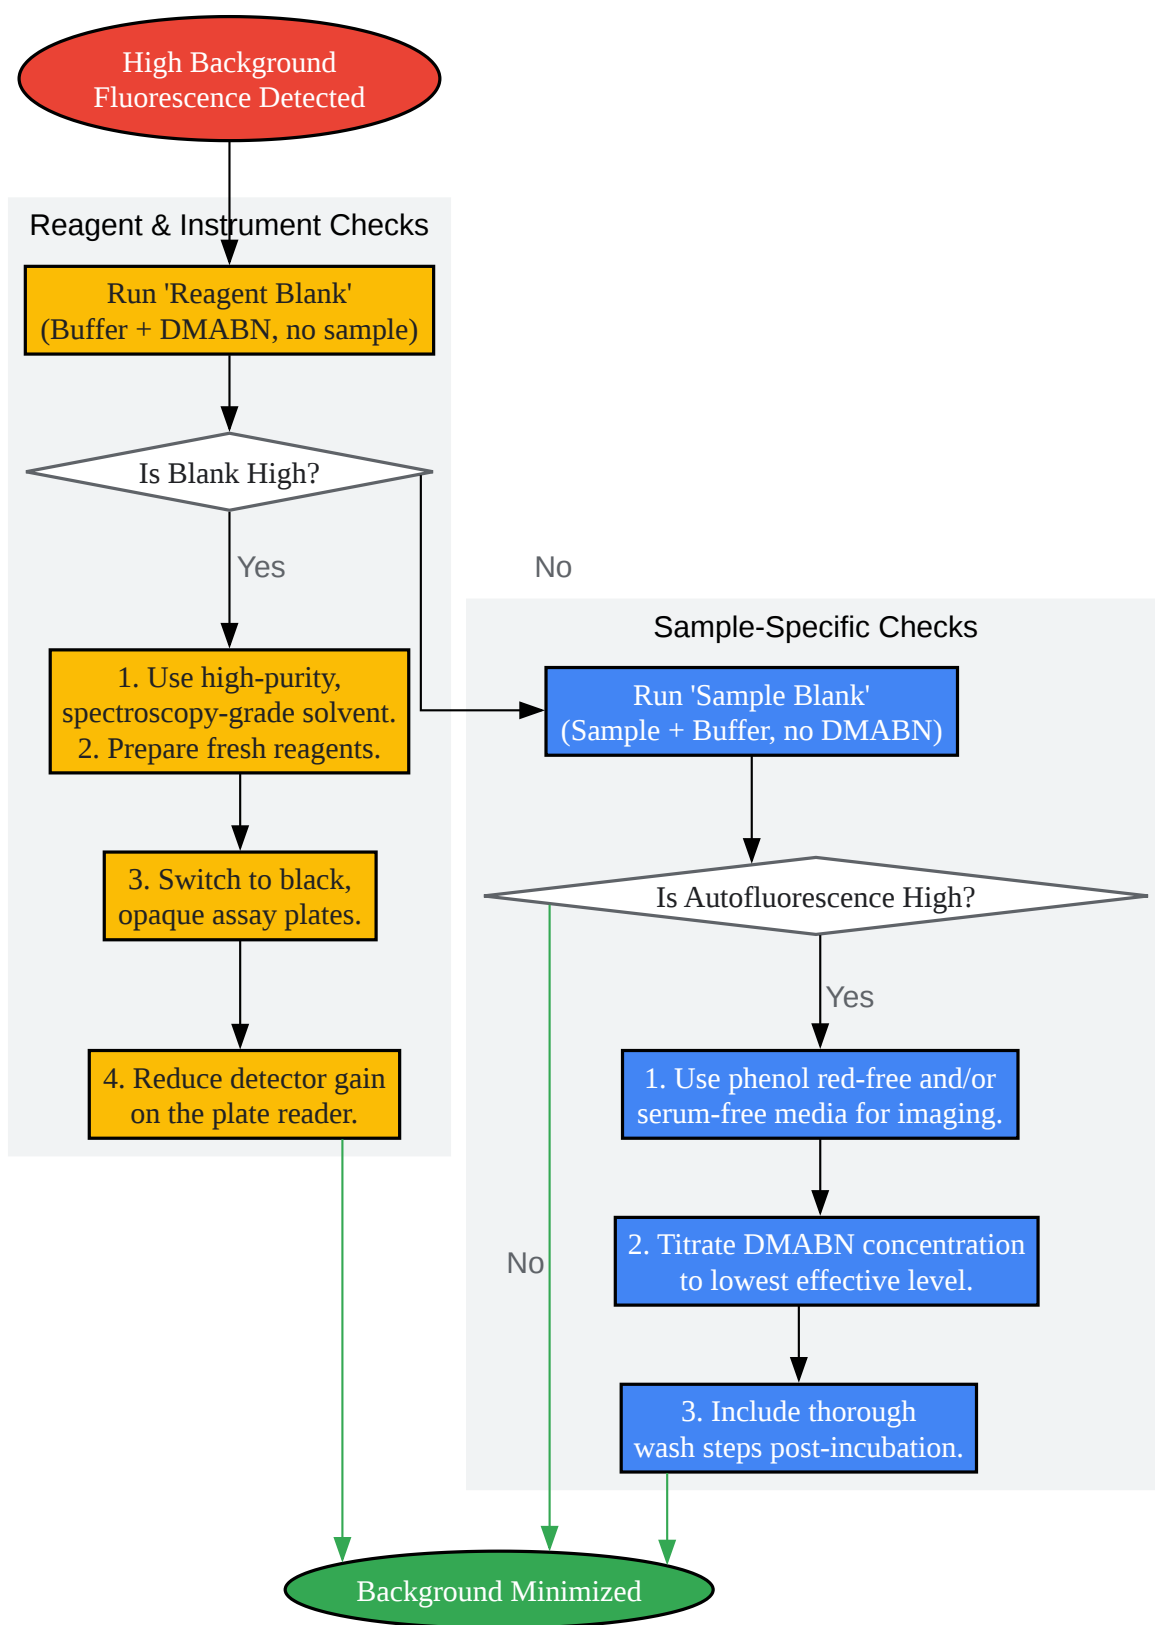 High Background
Fluorescence Detected
Reagent & Instrument Checks
Run 'Reagent Blank'
(Buffer + DMABN, no sample)
Is Blank High?
Yes
No
1. Use high-purity,
spectroscopy-grade solvent.
2. Prepare fresh reagents.
3. Switch to black,
opaque assay plates.
4. Reduce detector gain
on the plate reader.
Sample-Specific Checks
Run 'Sample Blank'
(Sample + Buffer, no DMABN)
Is Autofluorescence High?
Yes
1. Use phenol red-free and/or
serum-free media for imaging.
2. Titrate DMABN concentration
to lowest effective level.
No
3. Include thorough
wash steps post-incubation.
Background Minimized